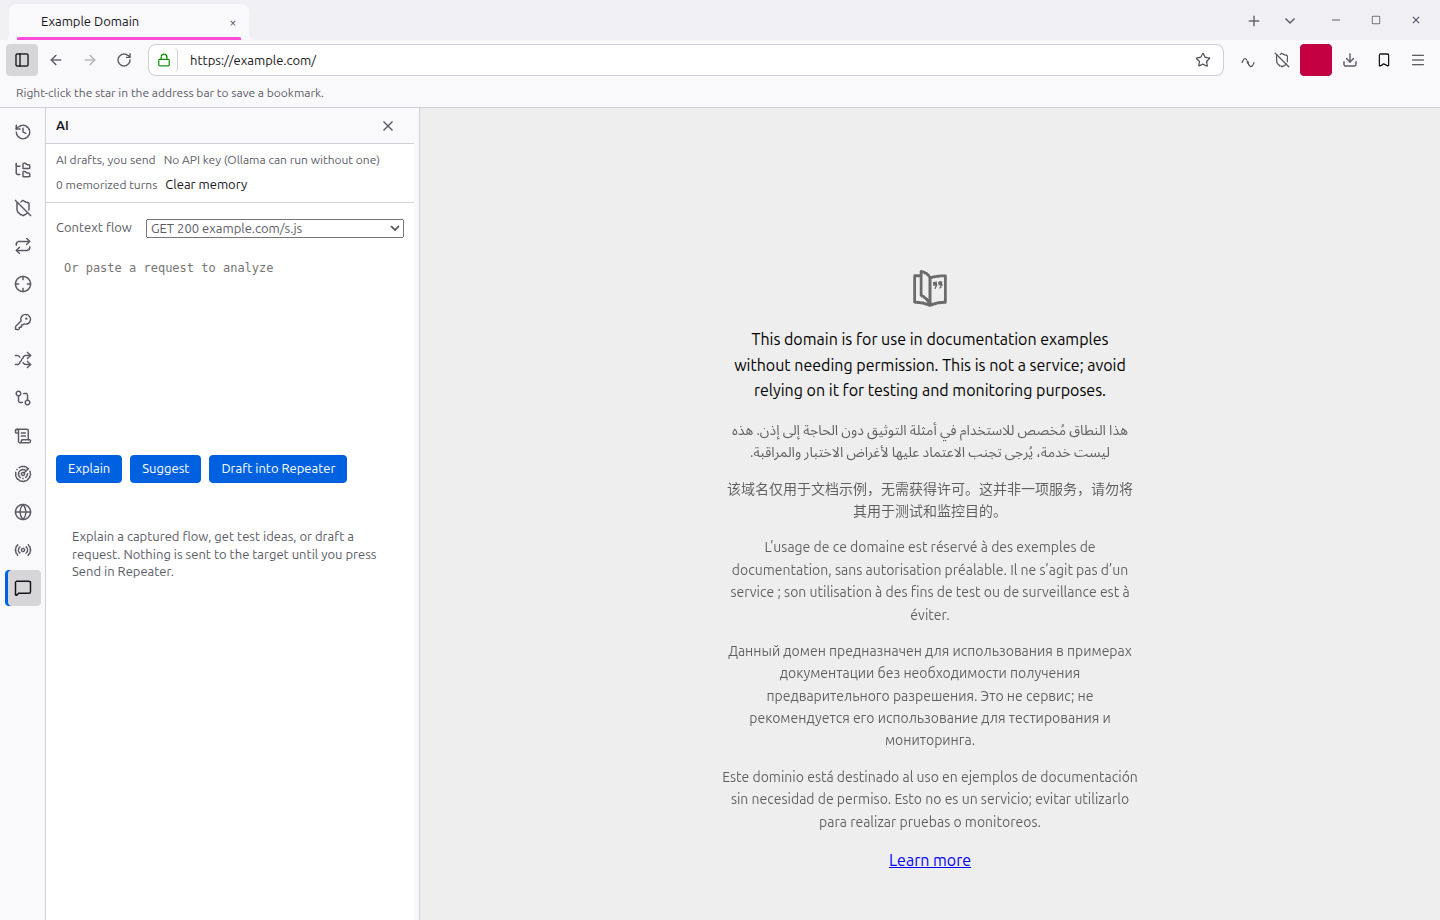 Example Domain
https://example.com/
Right-click the star in the address bar to save a bookmark.
AI
AI drafts, you send No API key (Ollama can run without one)
0 memorized turns Clear memory
Context flow GET 200 example.com/s.js
Or paste a request to analyze
Explain Suggest Draft into Repeater
Explain a captured flow, get test ideas, or draft a
request. Nothing is sent to the target until you press
Send in Repeater.
This domain is for use in documentation examples
without needing permission. This is not a service; avoid
relying on it for testing and monitoring purposes.
هذا النطاق مُخصص للاستخدام في أمثلة التوثيق دون الحاجة إلى إذن. هذه
ليست خدمة، يُرجى تجنب الاعتماد عليها لأغراض الاختبار والمراقبة.
该域名仅用于文档示例，无需获得许可。这并非一项服务，请勿将
其用于测试和监控目的。
L’usage de ce domaine est réservé à des exemples de
documentation, sans autorisation préalable. Il ne s’agit pas d’un
service ; son utilisation à des fins de test ou de surveillance est à
éviter.
Данный домен предназначен для использования в примерах
документации без необходимости получения
предварительного разрешения. Это не сервис; не
рекомендуется его использование для тестирования и
мониторинга.
Este dominio está destinado al uso en ejemplos de documentación
sin necesidad de permiso. Esto no es un servicio; evitar utilizarlo
para realizar pruebas o monitoreos.
Learn more